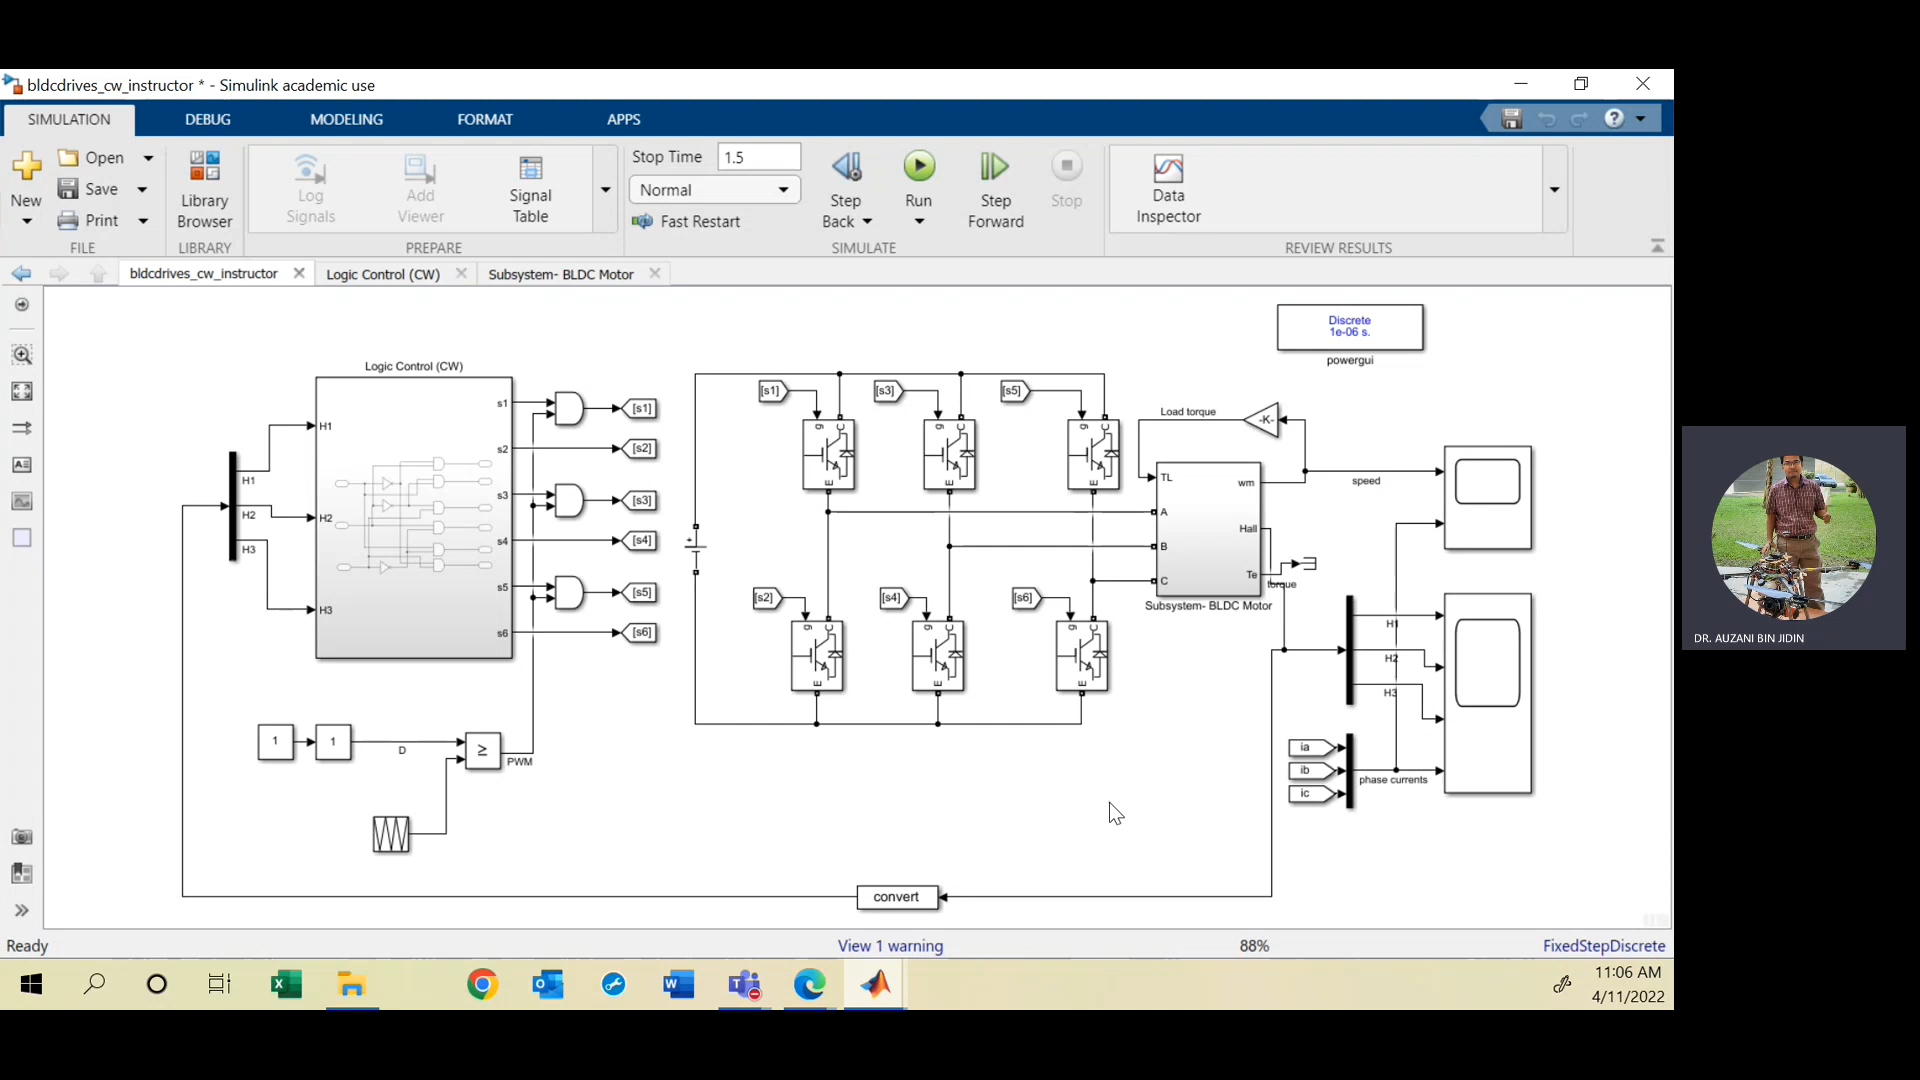 bldcdrives_cw_instructor * - Simulink academic use
SIMULATION DEBUG MODELING FORMAT APPS
New
Open
Save
Print
FILE
Library
Browser
LIBRARY
Log
Signals
Add
Viewer
Signal
Table
PREPARE
Stop Time 1.5
Normal
Fast Restart
Step
Back
Run
Step
Forward
Stop
SIMULATE
Data
Inspector
REVIEW RESULTS
bldcdrives_cw_instructor Logic Control (CW) Subsystem- BLDC Motor
Discrete
1e-06 s.
powergui
Logic Control (CW)
H1
H2
H3
H1
H2
H3
s1
s2
s3
s4
s5
s6
[s1]
[s2]
[s3]
[s4]
[s5]
[s6]
1
1
D
≥
PWM
[s1]
[s3]
[s5]
g C
E
g C
E
g C
E
+
[s2]
[s4]
[s6]
g C
E
g C
E
g C
E
Load torque
-K-
TL
A
B
C
wm
Hall
Te
torque
Subsystem- BLDC Motor
speed
H1
H2
H3
ia
ib
ic
phase currents
convert
Ready
View 1 warning
88%
FixedStepDiscrete
11:06 AM
4/11/2022
DR. AUZANI BIN JIDIN